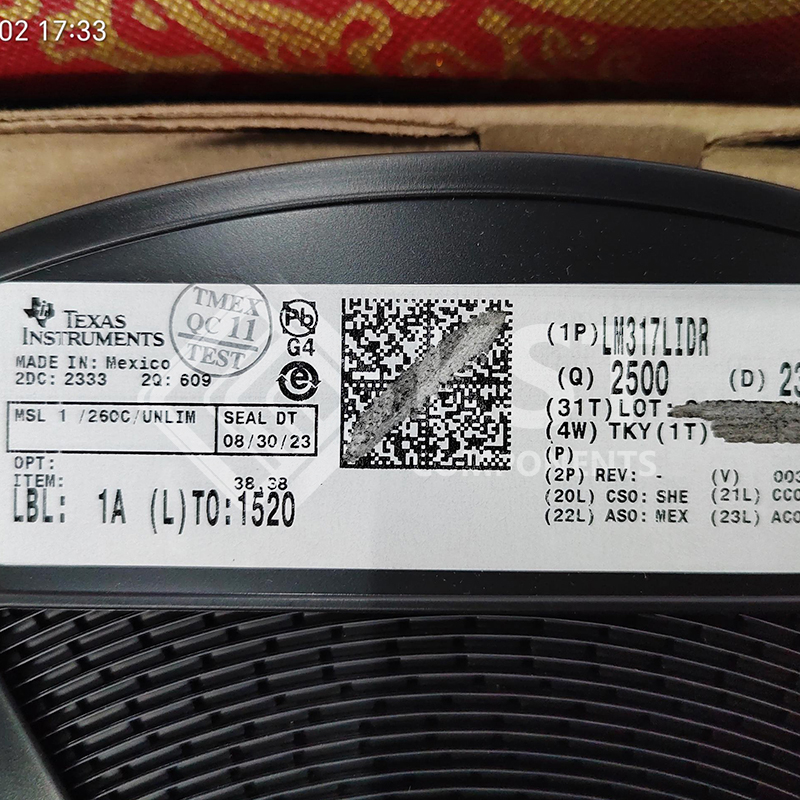 02 17:33
TEXAS
INSTRUMENTS
MADE IN: Mexico
2DC: 2333 2Q: 609
TMEX
QC 11
TEST
Pb
G4
e
MSL 1 /260C/UNLIM
SEAL DT
08/30/23
OPT:
ITEM: 38,38
LBL: 1A (L)TO:1520
(1P)LM317LIDR
(Q) 2500 (D) 23
(31T)LOT:
(4W) TKY(1T)
(P)
(2P) REV: - (V) 003
(20L) CSO: SHE (21L) CCO
(22L) ASO: MEX (23L) ACO
COMPONENTS